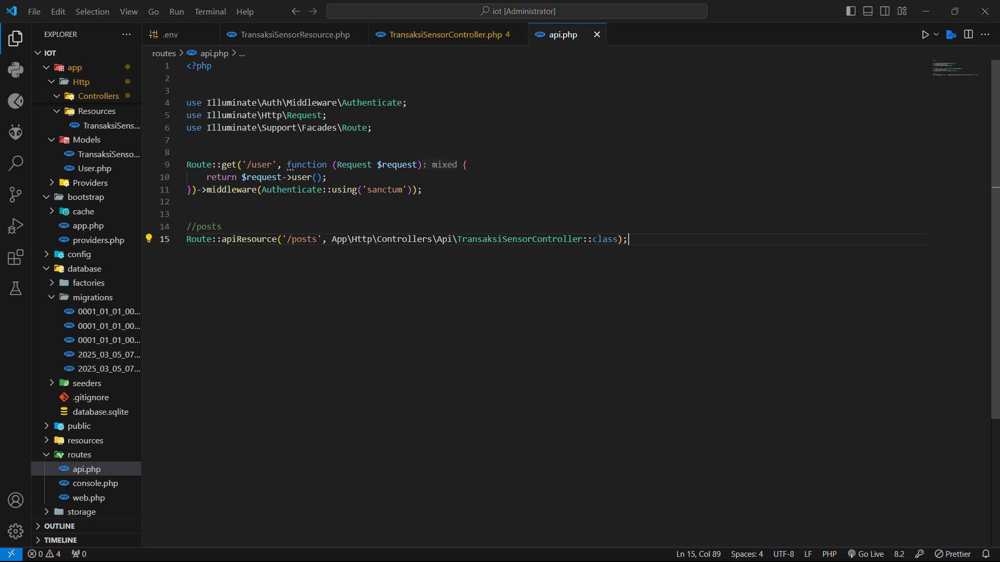 File Edit Selection View Go Run Terminal Help
iot [Administrator]
EXPLORER
.env
TransaksiSensorResource.php
TransaksiSensorController.php 4
api.php
IOT
app
Http
Controllers
Resources
TransaksiSens...
Models
TransaksiSenso...
User.php
Providers
bootstrap
cache
app.php
providers.php
config
database
factories
migrations
0001_01_01_00...
0001_01_01_00...
0001_01_01_00...
2025_03_05_07...
2025_03_05_07...
seeders
.gitignore
database.sqlite
public
resources
routes
api.php
console.php
web.php
storage
OUTLINE
TIMELINE
routes > api.php > ...
1 <?php
2
3
4 use Illuminate\Auth\Middleware\Authenticate;
5 use Illuminate\Http\Request;
6 use Illuminate\Support\Facades\Route;
7
8
9 Route::get('/user', function (Request $request): mixed {
10 return $request->user();
11 })->middleware(Authenticate::using('sanctum'));
12
13
14 //posts
15 Route::apiResource('/posts', App\Http\Controllers\Api\TransaksiSensorController::class);
0 4 0
Ln 15, Col 89 Spaces: 4 UTF-8 LF PHP Go Live 8.2 Prettier